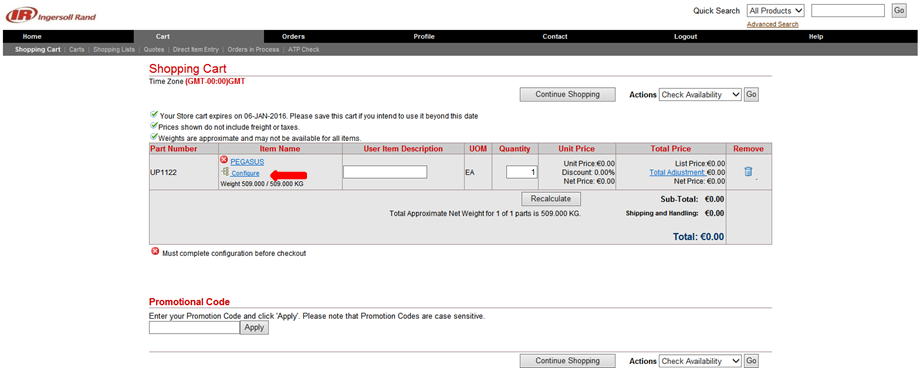 IR Ingersoll Rand
Quick Search All Products Go
Advanced Search
Home Cart Orders Profile Contact Logout Help
Shopping Cart | Carts | Shopping Lists | Quotes | Direct Item Entry | Orders in Process | ATP Check
Shopping Cart
Time Zone (GMT-00:00)GMT
Continue Shopping Actions Check Availability Go
Your Store cart expires on 06-JAN-2016. Please save this cart if you intend to use it beyond this date
Prices shown do not include freight or taxes.
Weights are approximate and may not be available for all items.
Part Number Item Name User Item Description UOM Quantity Unit Price Total Price Remove
UP1122 PEGASUS EA 1 Unit Price€0.00 List Price€0.00
Configure Discount: 0.00% Total Adjustment: €0.00
Weight 509.000 / 509.000 KG Net Price: €0.00 Net Price: €0.00
Recalculate Sub-Total: €0.00
Total Approximate Net Weight for 1 of 1 parts is 509.000 KG. Shipping and Handling: €0.00
Total: €0.00
Must complete configuration before checkout
Promotional Code
Enter your Promotion Code and click 'Apply'. Please note that Promotion Codes are case sensitive.
Apply
Continue Shopping Actions Check Availability Go